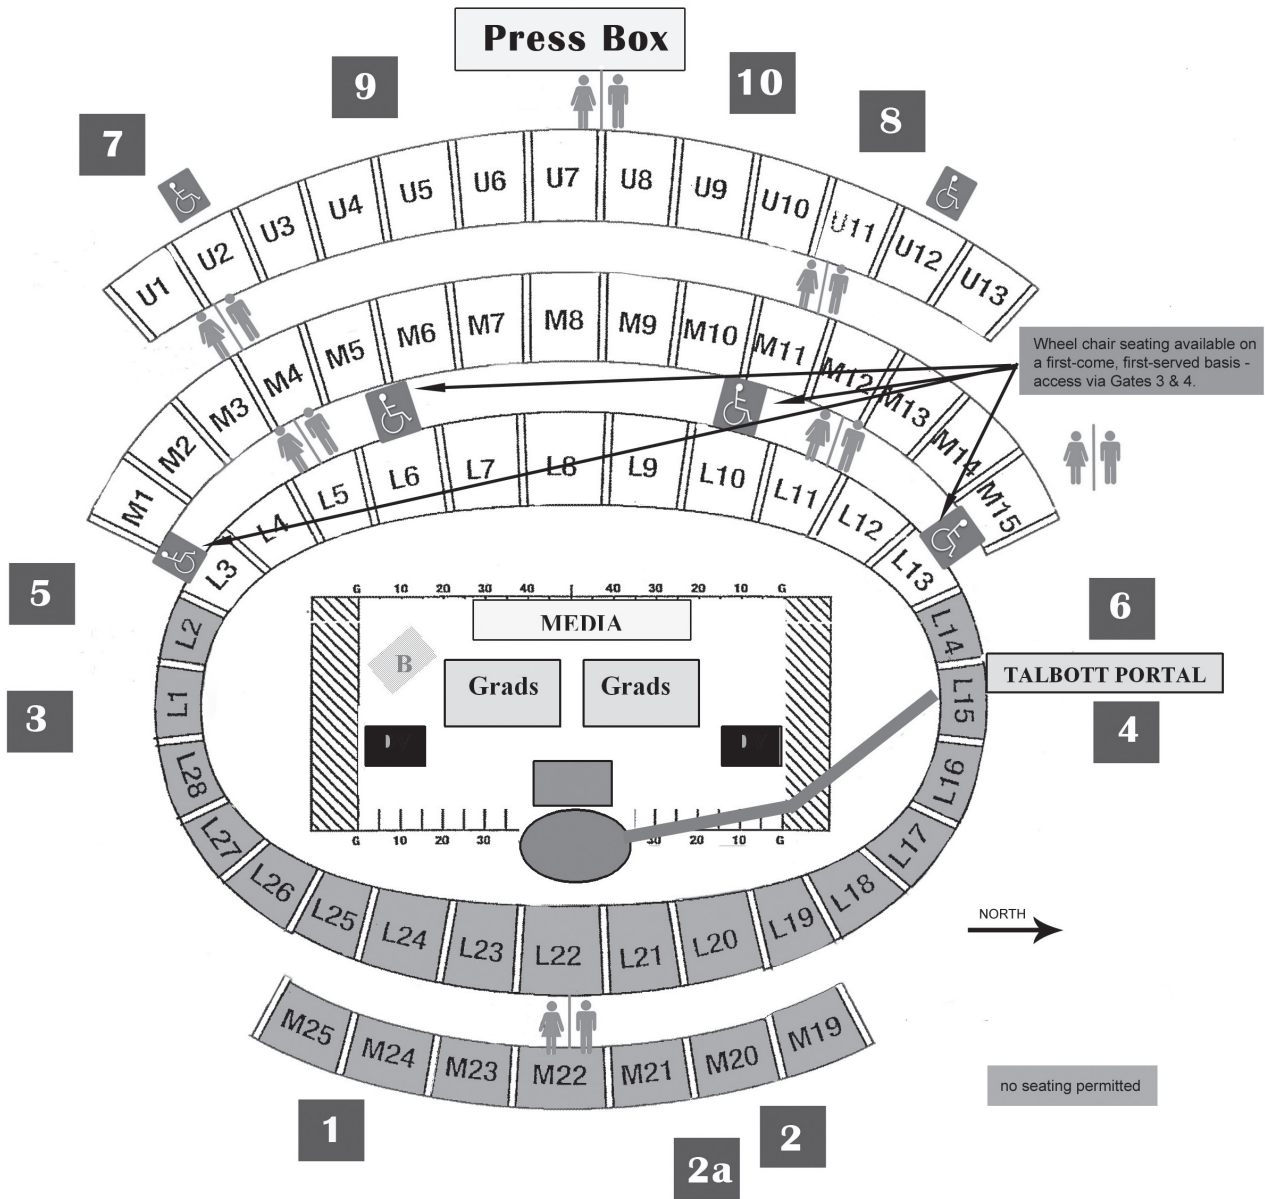 Press Box
9
10
7
8
U1
U2
U3
U4
U5
U6
U7
U8
U9
U10
U11
U12
U13
M1
M2
M3
M4
M5
M6
M7
M8
M9
M10
M11
M12
M13
M14
M15
Wheel chair seating available on
a first-come, first-served basis -
access via Gates 3 & 4.
L3
L4
L5
L6
L7
L8
L9
L10
L11
L12
L13
5
6
L2
L14
G 10 20 30 40 40 30 20 10 G
MEDIA
B
Grads
Grads
TALBOTT PORTAL
3
L1
L15
4
L28
L16
G 10 20 30 30 20 10 G
L27
L17
L26
L25
L24
L23
L22
L21
L20
L19
L18
NORTH
M25
M24
M23
M22
M21
M20
M19
no seating permitted
1
2
2a